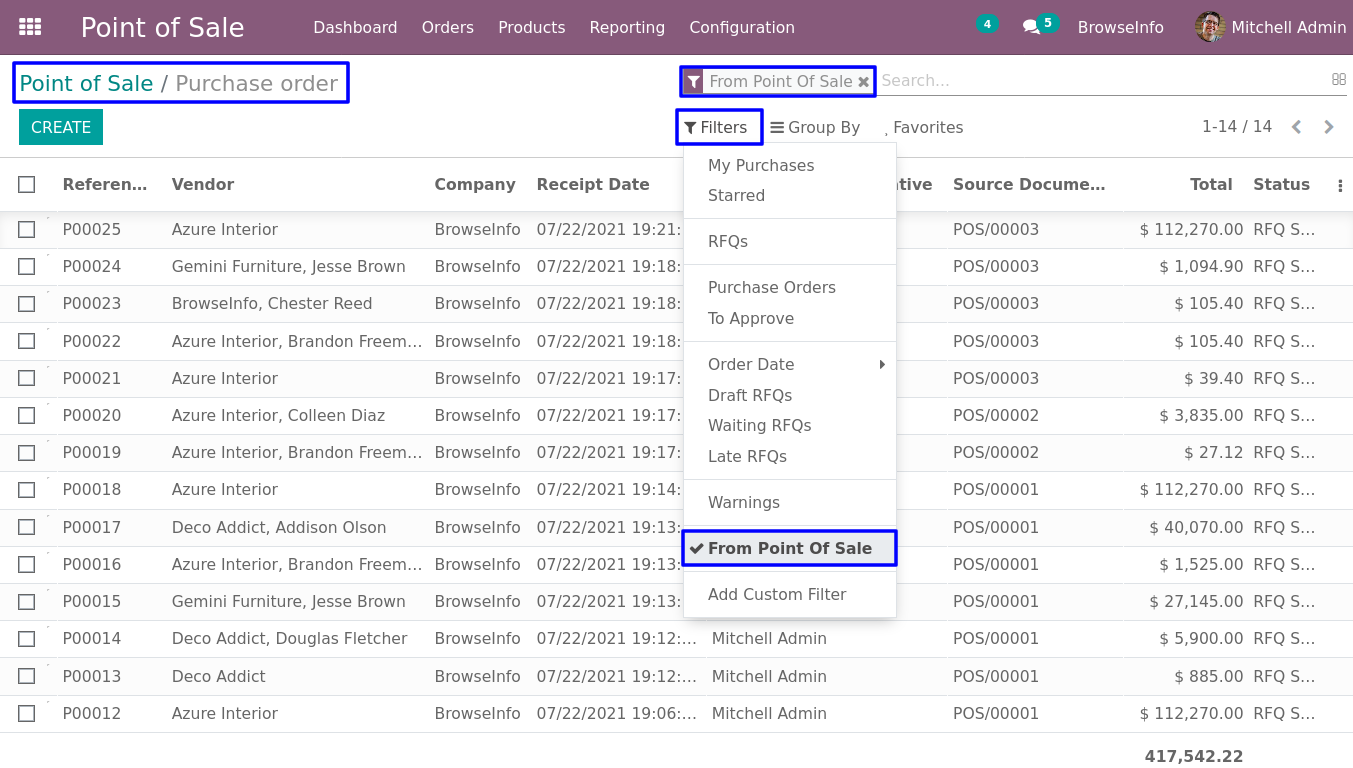 Point of Sale Dashboard Orders Products Reporting Configuration 4 5 BrowseInfo Mitchell Admin
Point of Sale / Purchase order From Point Of Sale Search...
CREATE Filters Group By Favorites 1-14 / 14
My Purchases
Starred
RFQs
Purchase Orders
To Approve
Order Date
Draft RFQs
Waiting RFQs
Late RFQs
Warnings
From Point Of Sale
Add Custom Filter
Referen... Vendor Company Receipt Date Source Docume... Total Status
P00025 Azure Interior BrowseInfo 07/22/2021 19:21: POS/00003 $ 112,270.00 RFQ S...
P00024 Gemini Furniture, Jesse Brown BrowseInfo 07/22/2021 19:18: POS/00003 $ 1,094.90 RFQ S...
P00023 BrowseInfo, Chester Reed BrowseInfo 07/22/2021 19:18: POS/00003 $ 105.40 RFQ S...
P00022 Azure Interior, Brandon Freem... BrowseInfo 07/22/2021 19:18: POS/00003 $ 105.40 RFQ S...
P00021 Azure Interior BrowseInfo 07/22/2021 19:17: POS/00003 $ 39.40 RFQ S...
P00020 Azure Interior, Colleen Diaz BrowseInfo 07/22/2021 19:17: POS/00002 $ 3,835.00 RFQ S...
P00019 Azure Interior, Brandon Freem... BrowseInfo 07/22/2021 19:17: POS/00002 $ 27.12 RFQ S...
P00018 Azure Interior BrowseInfo 07/22/2021 19:14: POS/00001 $ 112,270.00 RFQ S...
P00017 Deco Addict, Addison Olson BrowseInfo 07/22/2021 19:13: POS/00001 $ 40,070.00 RFQ S...
P00016 Azure Interior, Brandon Freem... BrowseInfo 07/22/2021 19:13: POS/00001 $ 1,525.00 RFQ S...
P00015 Gemini Furniture, Jesse Brown BrowseInfo 07/22/2021 19:13: POS/00001 $ 27,145.00 RFQ S...
P00014 Deco Addict, Douglas Fletcher BrowseInfo 07/22/2021 19:12:... Mitchell Admin POS/00001 $ 5,900.00 RFQ S...
P00013 Deco Addict BrowseInfo 07/22/2021 19:12:... Mitchell Admin POS/00001 $ 885.00 RFQ S...
P00012 Azure Interior BrowseInfo 07/22/2021 19:06:... Mitchell Admin POS/00001 $ 112,270.00 RFQ S...
417,542.22